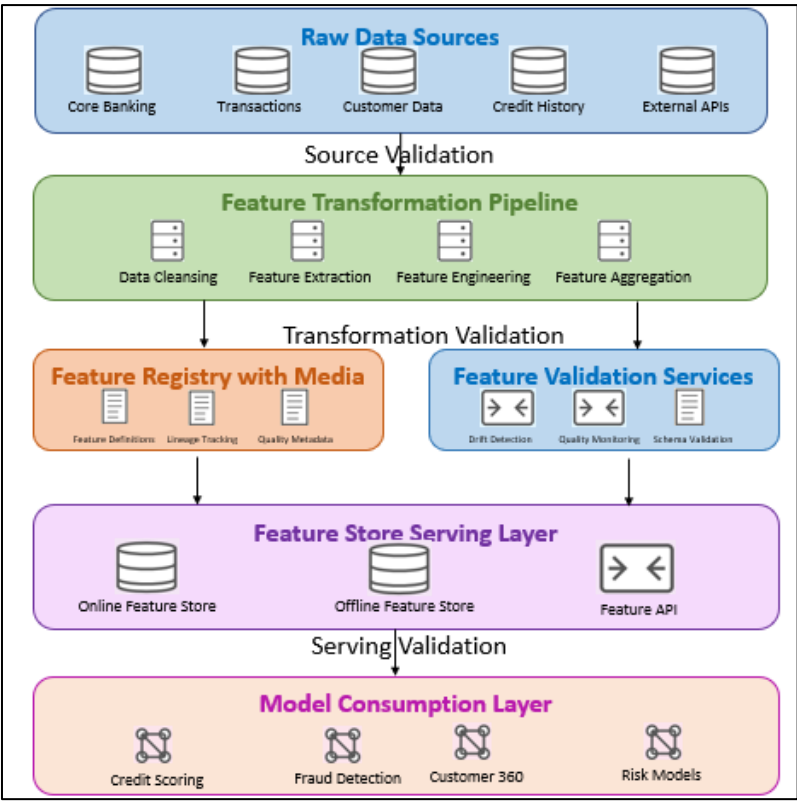 Raw Data Sources
Core Banking
Transactions
Customer Data
Credit History
External APIs
Source Validation
Feature Transformation Pipeline
Data Cleansing
Feature Extraction
Feature Engineering
Feature Aggregation
Transformation Validation
Feature Registry with Media
Feature Definitions
Lineage Tracking
Quality Metadata
Feature Validation Services
Drift Detection
Quality Monitoring
Schema Validation
Feature Store Serving Layer
Online Feature Store
Offline Feature Store
Feature API
Serving Validation
Model Consumption Layer
Credit Scoring
Fraud Detection
Customer 360
Risk Models